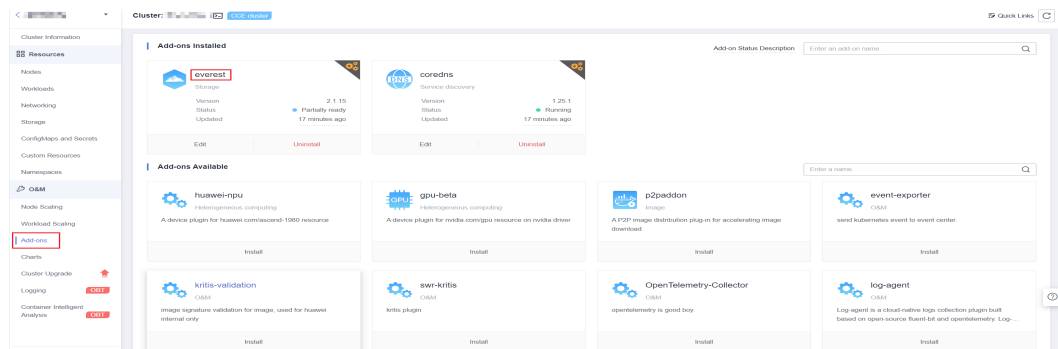 Cluster:
CCE cluster
Quick Links
Cluster Information
Resources
Nodes
Workloads
Networking
Storage
ConfigMaps and Secrets
Custom Resources
Namespaces
O&M
Node Scaling
Workload Scaling
Add-ons
Charts
Cluster Upgrade
Logging OBT
Container Intelligent
Analysis OBT
Add-ons Installed
Add-on Status Description
Enter an add-on name
everest
Storage
Version 2.1.15
Status Partially ready
Updated 17 minutes ago
Edit Uninstall
DNS
coredns
Service discovery
Version 1.25.1
Status Running
Updated 17 minutes ago
Edit Uninstall
Add-ons Available
Enter a name.
huawei-npu
Heterogeneous computing
A device plugin for huawei.com/ascend-1980 resource
Install
GPU
gpu-beta
Heterogeneous computing
A device plugin for nvidia.com/gpu resource on nvidia driver
Install
p2paddon
Image
A P2P image distribution plug-in for accelerating image
download
Install
event-exporter
O&M
send kubernetes event to event center.
Install
kritis-validation
O&M
image signature validation for image, used for huawei
internal only
Install
swr-kritis
O&M
kritis-plugin
Install
OpenTelemetry-Collector
O&M
opentelemetry is good boy.
Install
log-agent
O&M
Log-agent is a cloud-native logs collection plugin built
based on open-source fluent-bit and opentelemetry. Log-...
Install